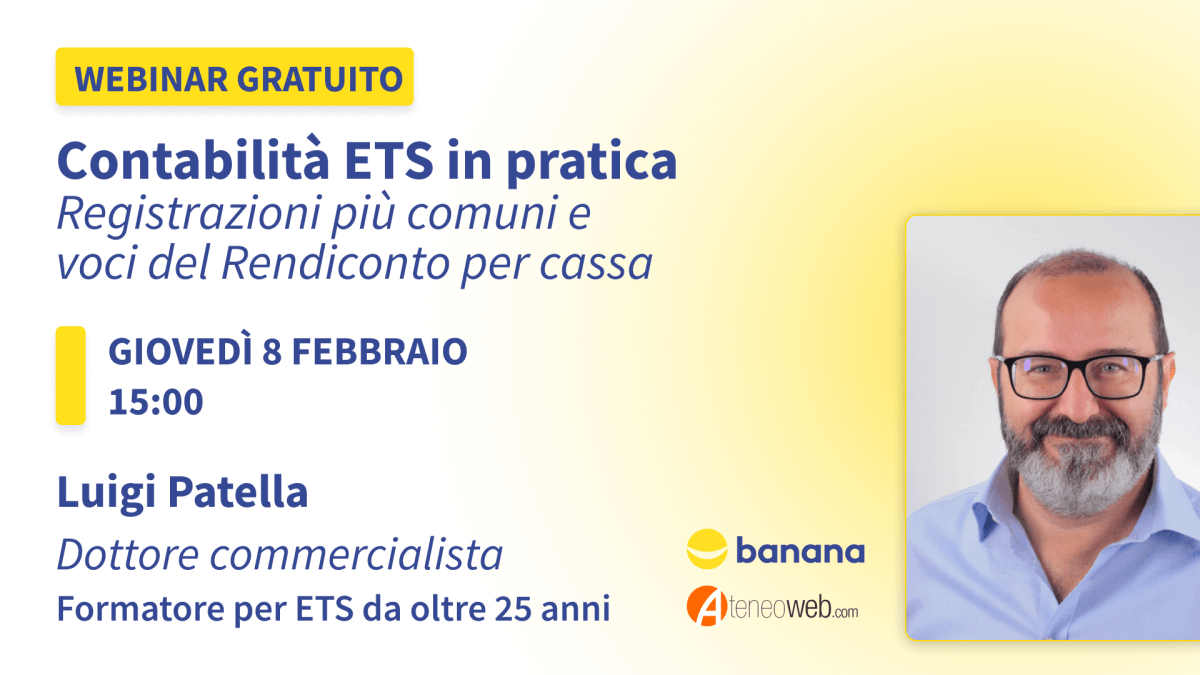 WEBINAR GRATUITO
Contabilità ETS in pratica
Registrazioni più comuni e
voci del Rendiconto per cassa
GIOVEDÌ 8 FEBBRAIO
15:00
Luigi Patella
Dottore commercialista
Formatore per ETS da oltre 25 anni
banana
Ateneoweb.com